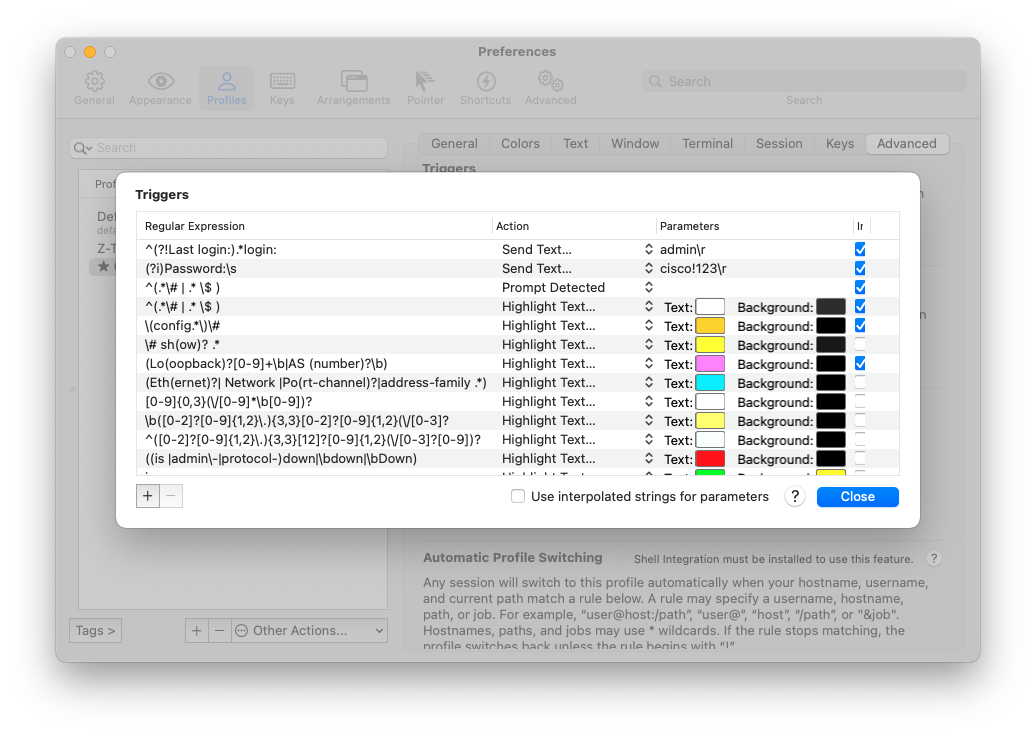 Preferences
General Appearance Profiles Keys Arrangements Pointer Shortcuts Advanced
Search
Search
Search
General Colors Text Window Terminal Session Keys Advanced
Triggers
Prof
Def
defa
Z-T
Triggers
Regular Expression Action Parameters Ir
^(?!Last login:).*login: Send Text... admin\r
(?i)Password:\s Send Text... cisco!123\r
^(.*\# | .* \$ ) Prompt Detected
^(.*\# | .* \$ ) Highlight Text... Text: Background:
\(config.*\)\# Highlight Text... Text: Background:
\# sh(ow)? .* Highlight Text... Text: Background:
(Lo(oopback)?[0-9]+\b|AS (number)?\b) Highlight Text... Text: Background:
(Eth(ernet)?| Network |Po(rt-channel)?|address-family .*) Highlight Text... Text: Background:
[0-9]{0,3}(\/[0-9]*\b[0-9])? Highlight Text... Text: Background:
\b([0-2]?[0-9]{1,2}\.){3,3}[0-2]?[0-9]{1,2}(\/[0-3]? Highlight Text... Text: Background:
^([0-2]?[0-9]{1,2}\.){3,3}[12]?[0-9]{1,2}(\/[0-3]?[0-9])? Highlight Text... Text: Background:
((is |admin\-|protocol-)down|\bdown|\bDown) Highlight Text... Text: Background:
Highlight Text... Text: Background:
+ − Use interpolated strings for parameters ? Close
Automatic Profile Switching Shell Integration must be installed to use this feature. ?
Any session will switch to this profile automatically when your hostname, username,
and current path match a rule below. A rule may specify a username, hostname,
path, or job. For example, “user@host:/path”, “user@”, “host”, “/path”, or "&job".
Hostnames, paths, and jobs may use * wildcards. If the rule stops matching, the
profile switches back unless the rule begins with “!”
Tags > + − Other Actions...